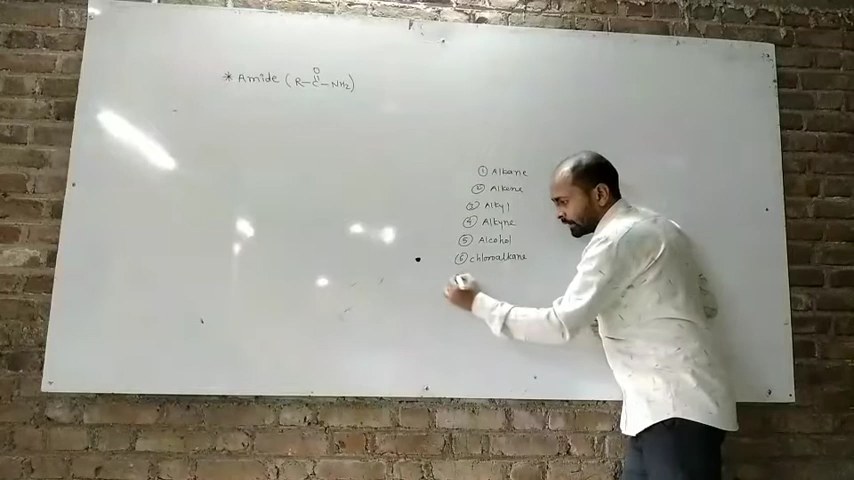 * Amide (R-C-NH2)
O
① Alkane
② Alkene
③ Alkyl
④ Alkyne
⑤ Alcohol
⑥ chloroalkane